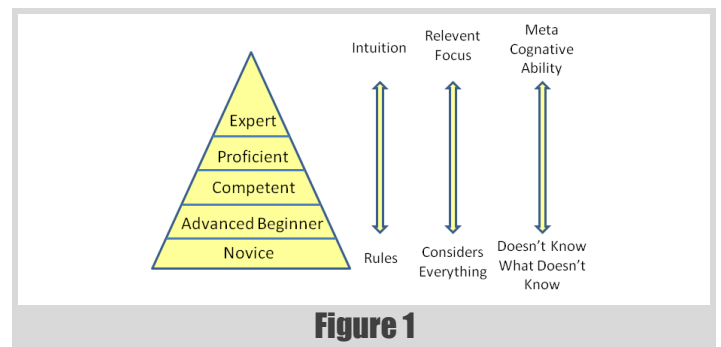 Expert
Proficient
Competent
Advanced Beginner
Novice
Intuition
Relevent
Focus
Meta
Cognitive
Ability
Rules
Considers
Everything
Doesn't Know
What Doesn't
Know
Figure 1